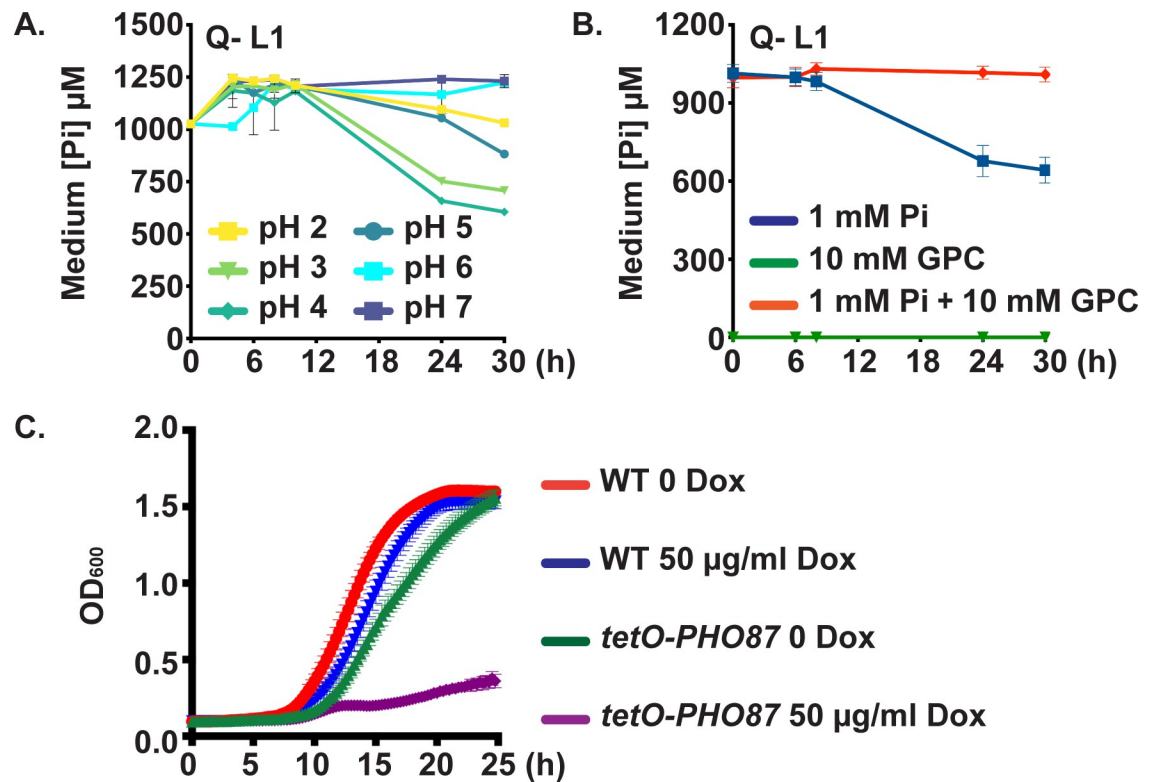 A.
Q- L1
Medium [Pi] µM
1500
1250
1000
750
500
250
0
0 6 12 18 24 30 (h)
pH 2
pH 3
pH 4
pH 5
pH 6
pH 7
B.
Q- L1
Medium [Pi] µM
1200
900
600
300
0
0 6 12 18 24 30 (h)
1 mM Pi
10 mM GPC
1 mM Pi + 10 mM GPC
C.
OD600
2.0
1.5
1.0
0.5
0.0
0 5 10 15 20 25 (h)
WT 0 Dox
WT 50 µg/ml Dox
tetO-PHO87 0 Dox
tetO-PHO87 50 µg/ml Dox